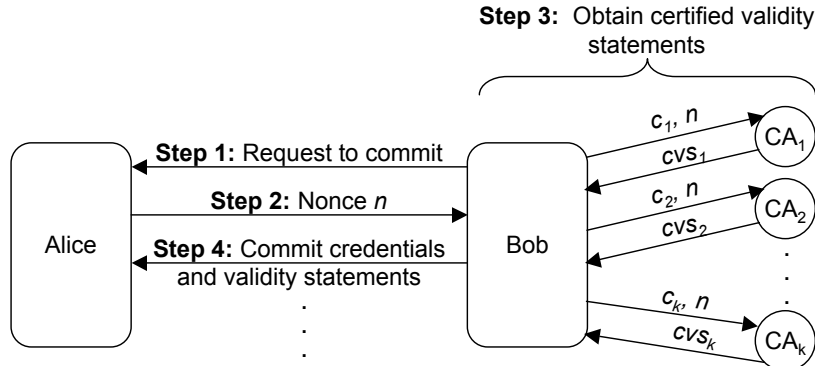 Step 3: Obtain certified validity
statements
c1, n
CA1
cvs1
Step 1: Request to commit
Step 2: Nonce n
c2, n
CA2
cvs2
Alice
Bob
Step 4: Commit credentials
and validity statements
.
.
.
.
.
.
ck, n
cvsk
CAk